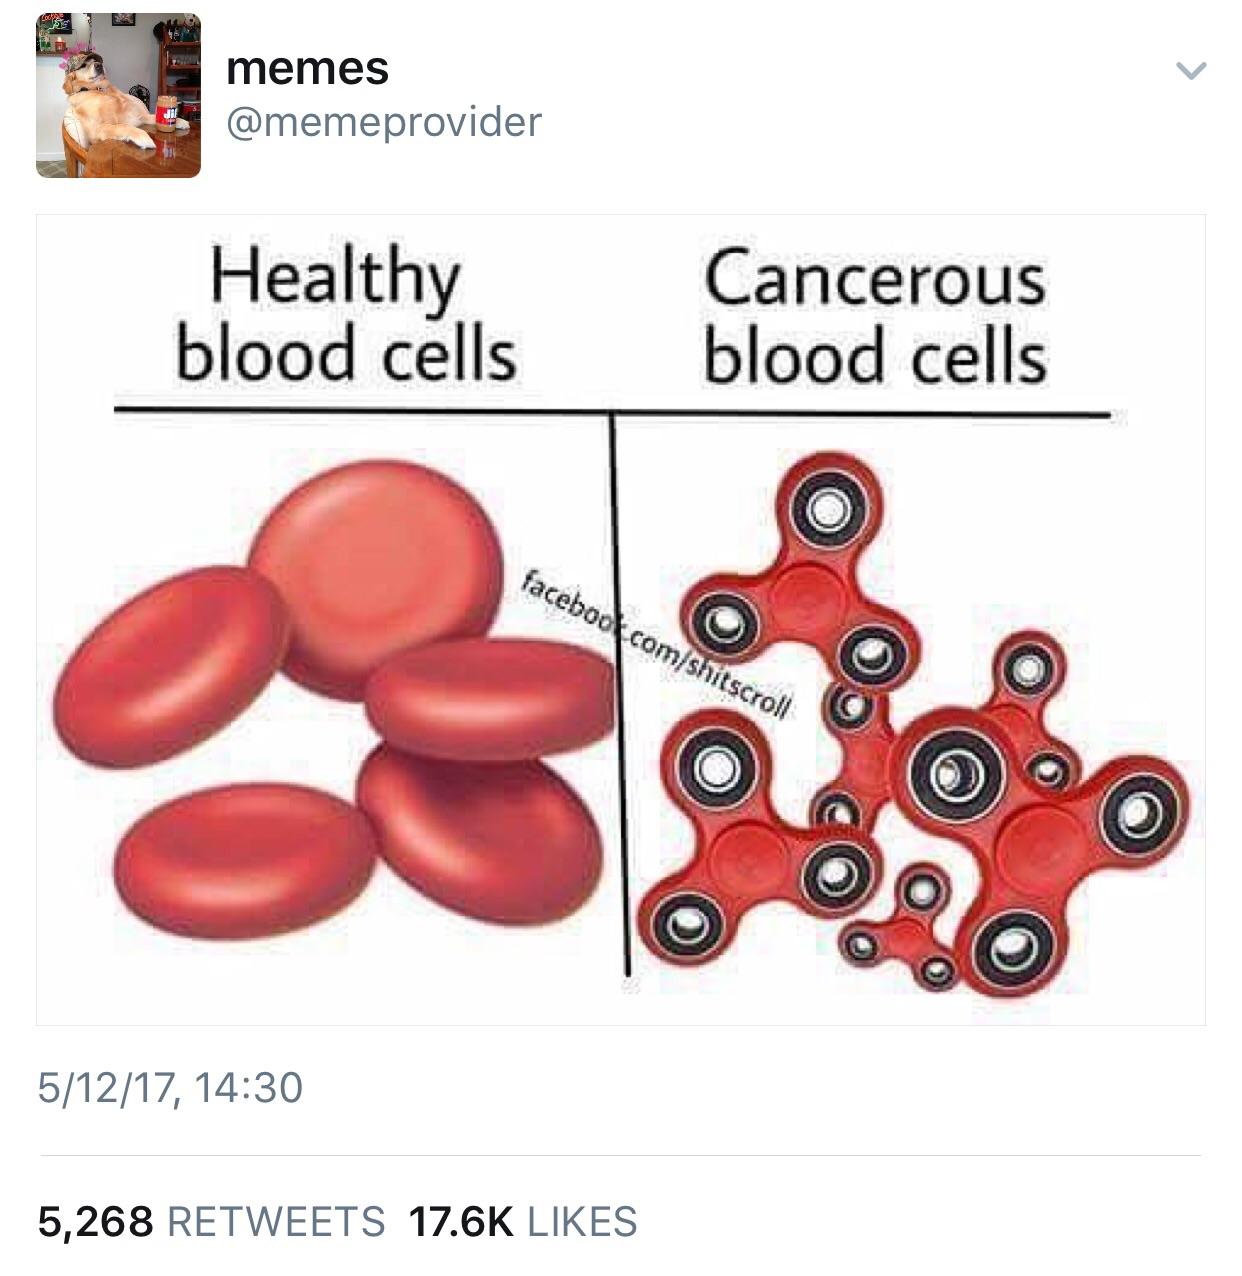 memes
@memeprovider
Healthy
blood cells
Cancerous
blood cells
facebook.com/shitscroll
5/12/17, 14:30
5,268 RETWEETS 17.6K LIKES